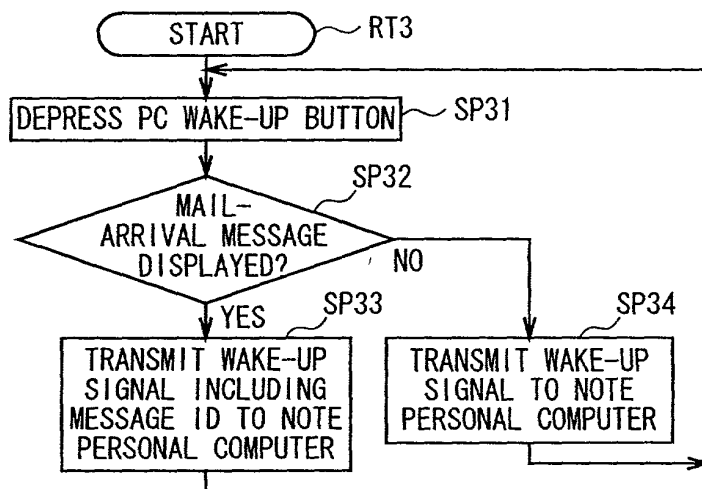 START
RT3
DEPRESS PC WAKE-UP BUTTON
SP31
SP32
MAIL-
ARRIVAL MESSAGE
DISPLAYED?
NO
YES
SP33
TRANSMIT WAKE-UP
SIGNAL INCLUDING
MESSAGE ID TO NOTE
PERSONAL COMPUTER
SP34
TRANSMIT WAKE-UP
SIGNAL TO NOTE
PERSONAL COMPUTER